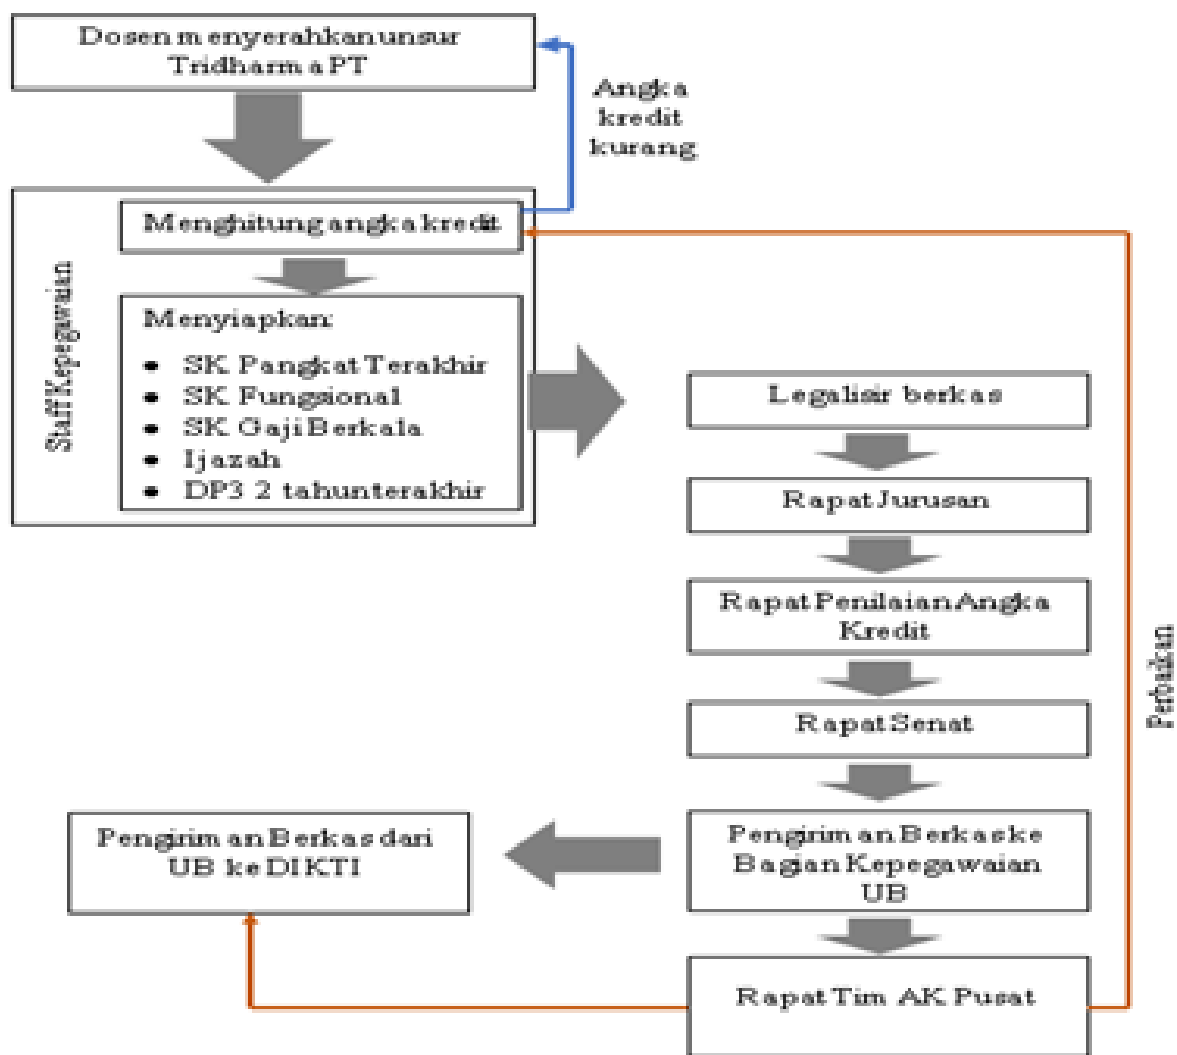 Dosen menyerahkan unsur
Tridharma PT
Angka
kredit
kurang
Menghitung angka kredit
Staff Kepegawaian
Menyiapkan:
• SK Pangkat Terakhir
• SK Fungsional
• SK Gaji Berkala
• Ijazah
• DP3 2 tahun terakhir
Legalisir berkas
Rapat Jurusan
Rapat Penilaian Angka
Kredit
Rapat Senat
Perbaikan
Pengiriman Berkas ke
Bagian Kepegawaian
UB
Pengiriman Berkas dari
UB ke DIKTI
Rapat Tim AK Pusat